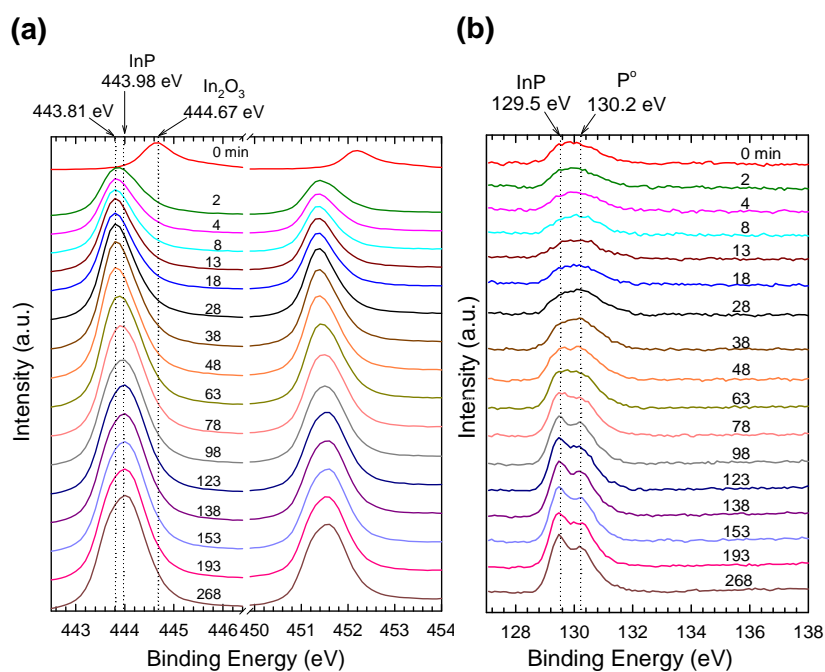 (a)
InP
443.98 eV
In2O3
443.81 eV
444.67 eV
0 min
2
4
8
13
18
28
38
48
63
78
98
123
138
153
193
268
Intensity (a.u.)
443 444 445 446 450 451 452 453 454
Binding Energy (eV)
(b)
InP
P°
129.5 eV
130.2 eV
0 min
2
4
8
13
18
28
38
48
63
78
98
123
138
153
193
268
Intensity (a.u.)
128 130 132 134 136 138
Binding Energy (eV)